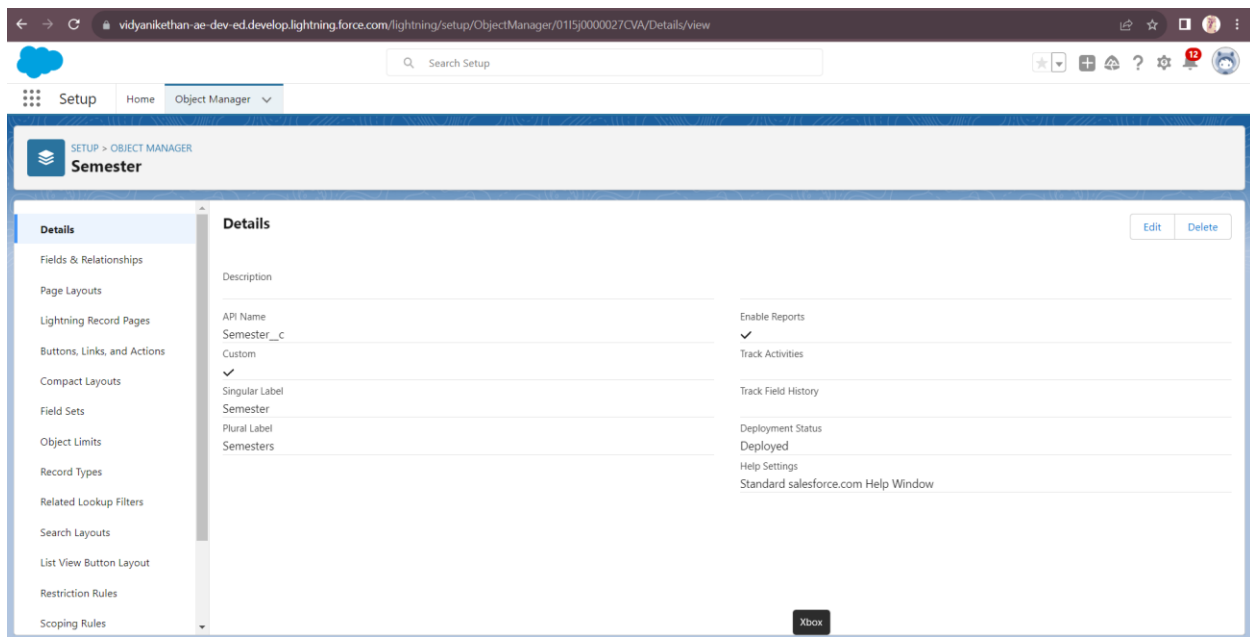 vidyanikethan-ae-dev-ed.develop.lightning.force.com/lightning/setup/ObjectManager/01I5j0000027CVA/Details/view
Search Setup
12
Setup Home Object Manager
SETUP > OBJECT MANAGER
Semester
Details
Fields & Relationships
Page Layouts
Lightning Record Pages
Buttons, Links, and Actions
Compact Layouts
Field Sets
Object Limits
Record Types
Related Lookup Filters
Search Layouts
List View Button Layout
Restriction Rules
Scoping Rules
Details
Edit Delete
Description
API Name
Semester__c
Custom
Singular Label
Semester
Plural Label
Semesters
Enable Reports
Track Activities
Track Field History
Deployment Status
Deployed
Help Settings
Standard salesforce.com Help Window
Xbox